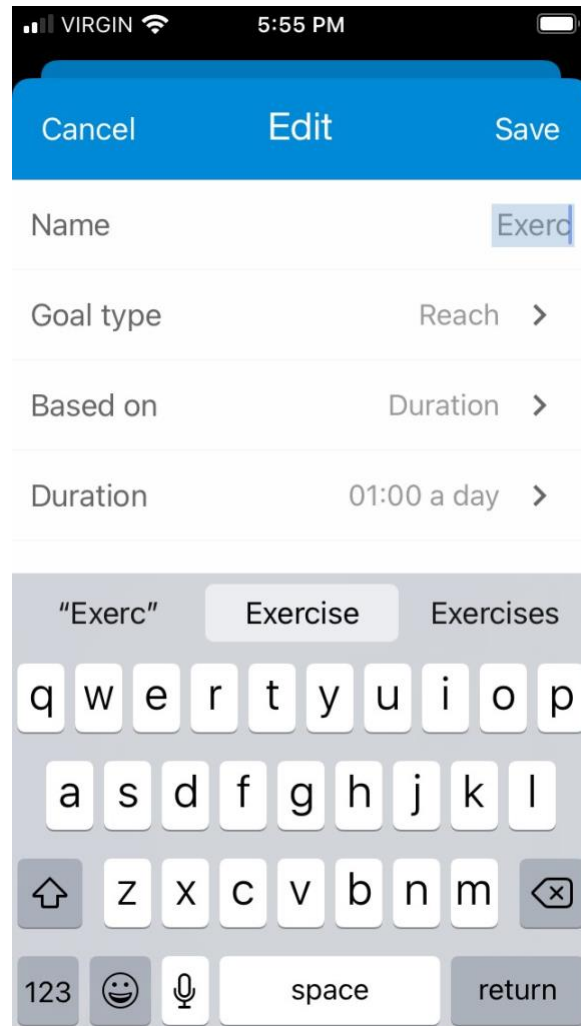 VIRGIN 5:55 PM
Cancel Edit Save
Name Exerc
Goal type Reach
Based on Duration
Duration 01:00 a day
“Exerc” Exercise Exercises
q w e r t y u i o p
a s d f g h j k l
z x c v b n m
123 space return